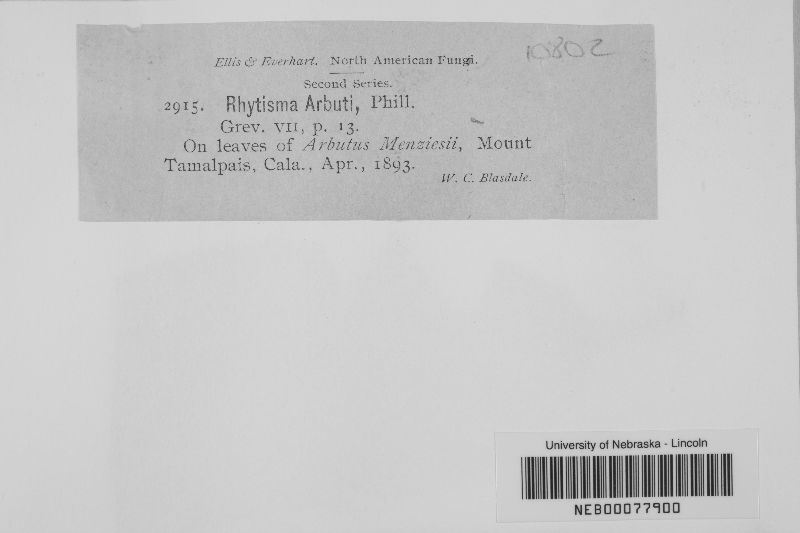 10802
Ellis & Everhart. North American Fungi.
Second Series.
2915. Rhytisma Arbuti, Phill.
Grev. VII, p. 13.
On leaves of Arbutus Menziesii, Mount
Tamalpais, Cala., Apr., 1893.
W. C. Blasdale.
University of Nebraska - Lincoln
NEB00077900